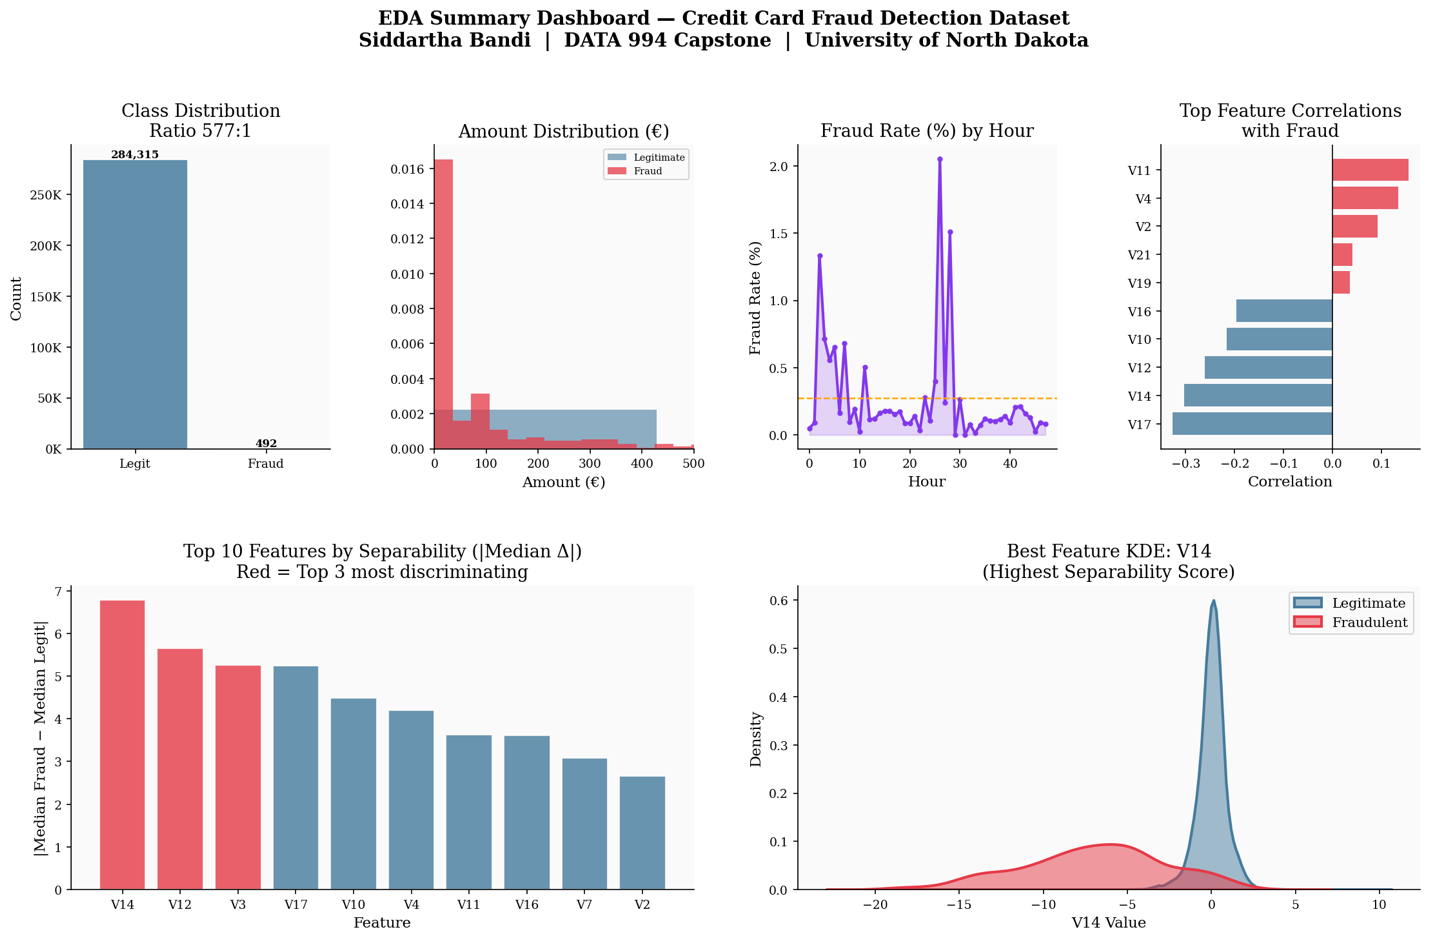 EDA Summary Dashboard — Credit Card Fraud Detection Dataset
Siddartha Bandi | DATA 994 Capstone | University of North Dakota
Class Distribution
Ratio 577:1
284,315
492
250K
200K
150K
100K
50K
0K
Count
Legit
Fraud
Amount Distribution (€)
Legitimate
Fraud
0.016
0.014
0.012
0.010
0.008
0.006
0.004
0.002
0.000
0
100
200
300
400
500
Amount (€)
Fraud Rate (%) by Hour
Fraud Rate (%)
2.0
1.5
1.0
0.5
0.0
0
10
20
30
40
Hour
Top Feature Correlations
with Fraud
V11
V4
V2
V21
V19
V16
V10
V12
V14
V17
−0.3
−0.2
−0.1
0.0
0.1
Correlation
Top 10 Features by Separability (|Median Δ|)
Red = Top 3 most discriminating
|Median Fraud − Median Legit|
7
6
5
4
3
2
1
0
V14
V12
V3
V17
V10
V4
V11
V16
V7
V2
Feature
Best Feature KDE: V14
(Highest Separability Score)
Legitimate
Fraudulent
Density
0.6
0.5
0.4
0.3
0.2
0.1
0.0
−20
−15
−10
−5
0
5
10
V14 Value